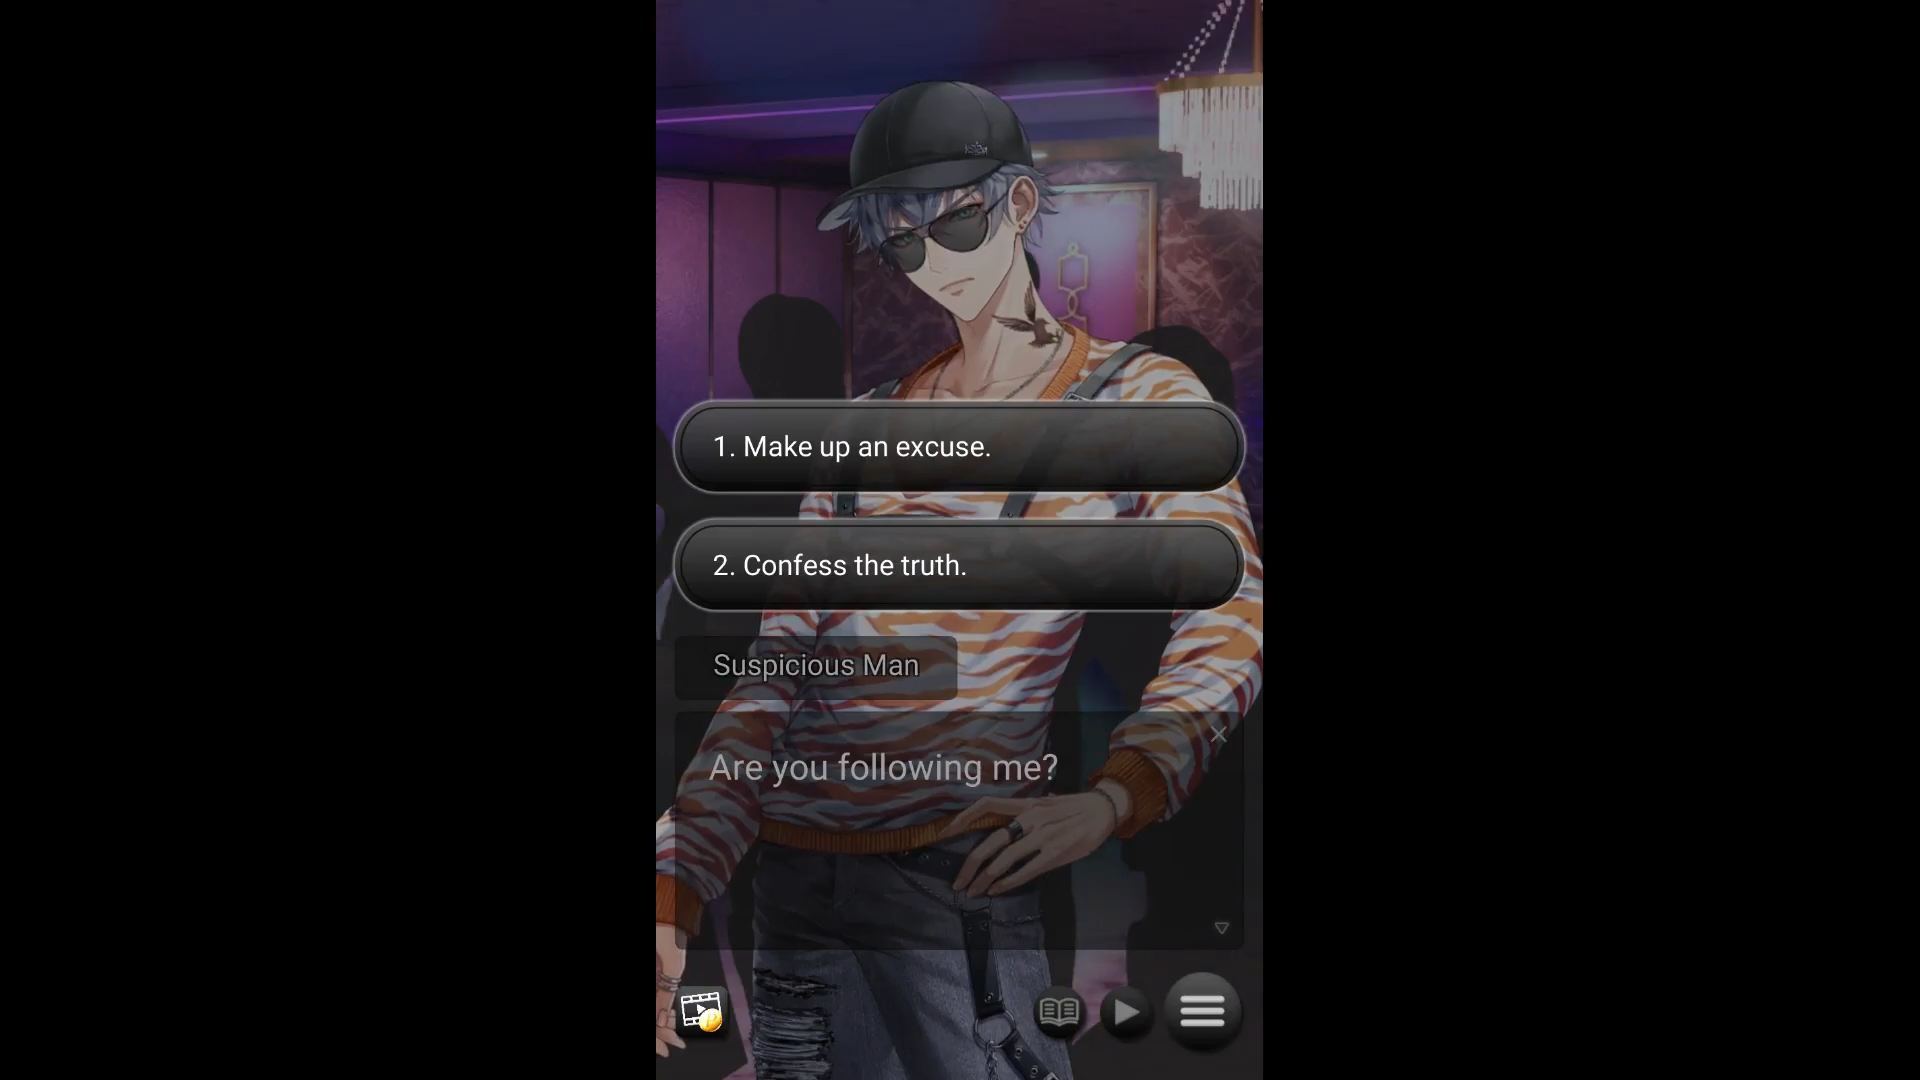 1. Make up an excuse.
2. Confess the truth.
Suspicious Man
Are you following me?